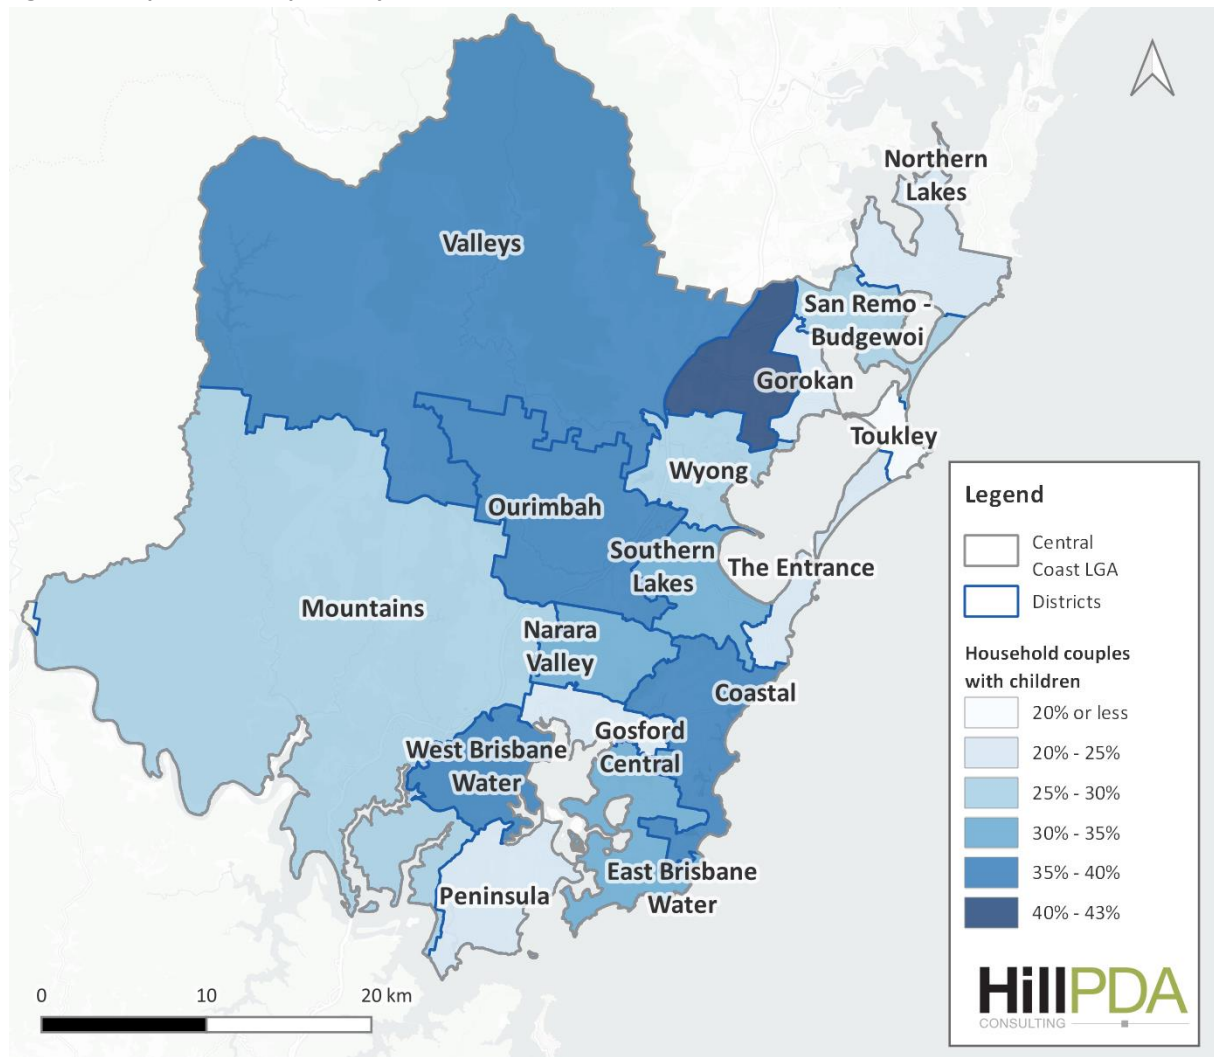 Northern
Lakes
Valleys
San Remo -
Budgewoi
Gorokan
Toukley
Wyong
Ourimbah
Southern
Lakes
The Entrance
Mountains
Narara
Valley
Coastal
Gosford
Central
West Brisbane
Water
East Brisbane
Water
Peninsula
0 10 20 km
Legend
Central
Coast LGA
Districts
Household couples
with children
20% or less
20% - 25%
25% - 30%
30% - 35%
35% - 40%
40% - 43%
HillPDA
CONSULTING